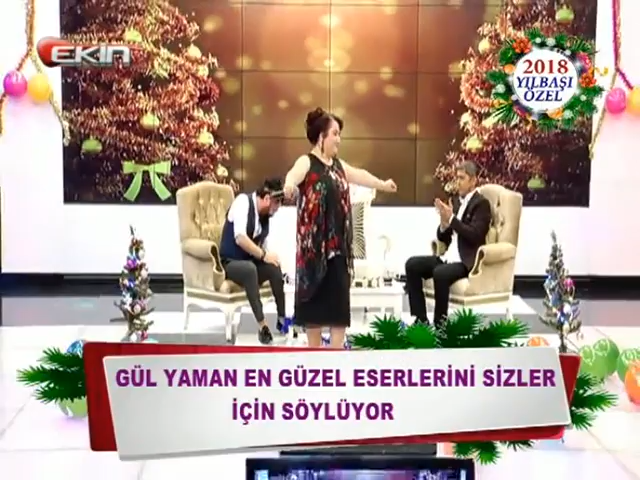 EKİN
2018
YILBAŞI
ÖZEL
GÜL YAMAN EN GÜZEL ESERLERİNİ SİZLER
İÇİN SÖYLÜYOR